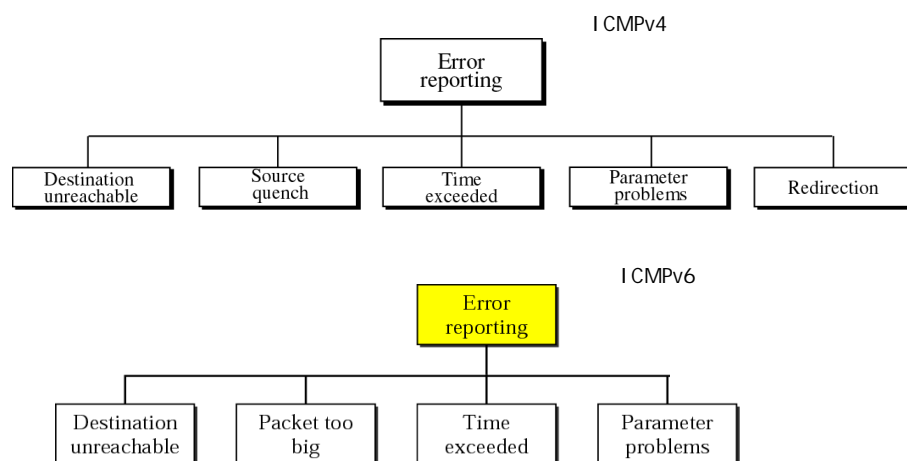 ICMPv4
Error
reporting
Destination
unreachable
Source
quench
Time
exceeded
Parameter
problems
Redirection
ICMPv6
Error
reporting
Destination
unreachable
Packet too
big
Time
exceeded
Parameter
problems